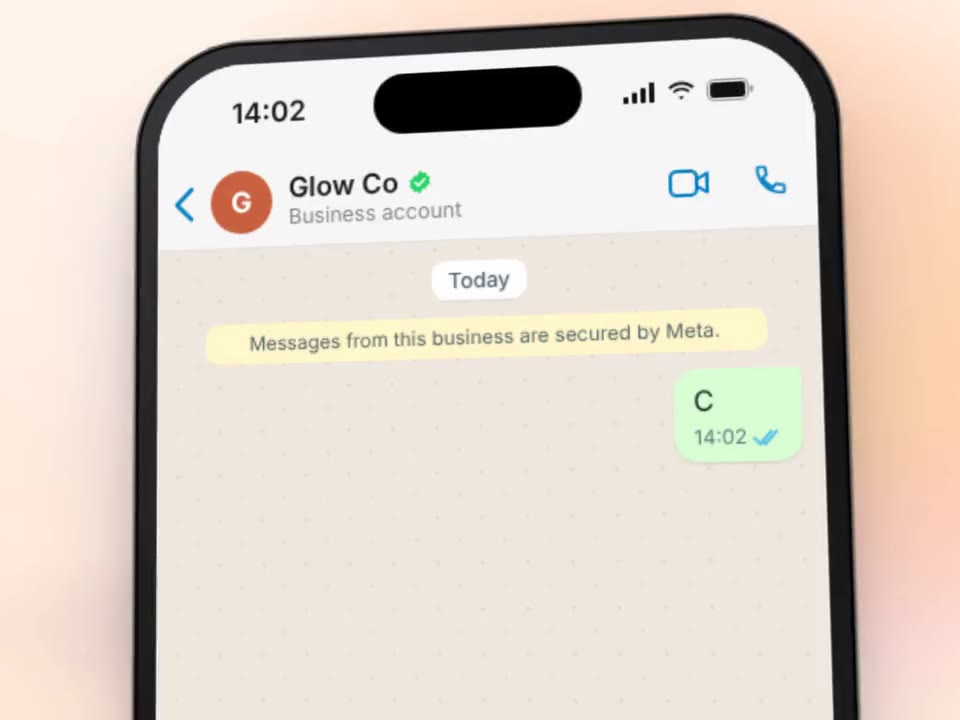 14:02
G
Glow Co
Business account
Today
Messages from this business are secured by Meta.
C
14:02